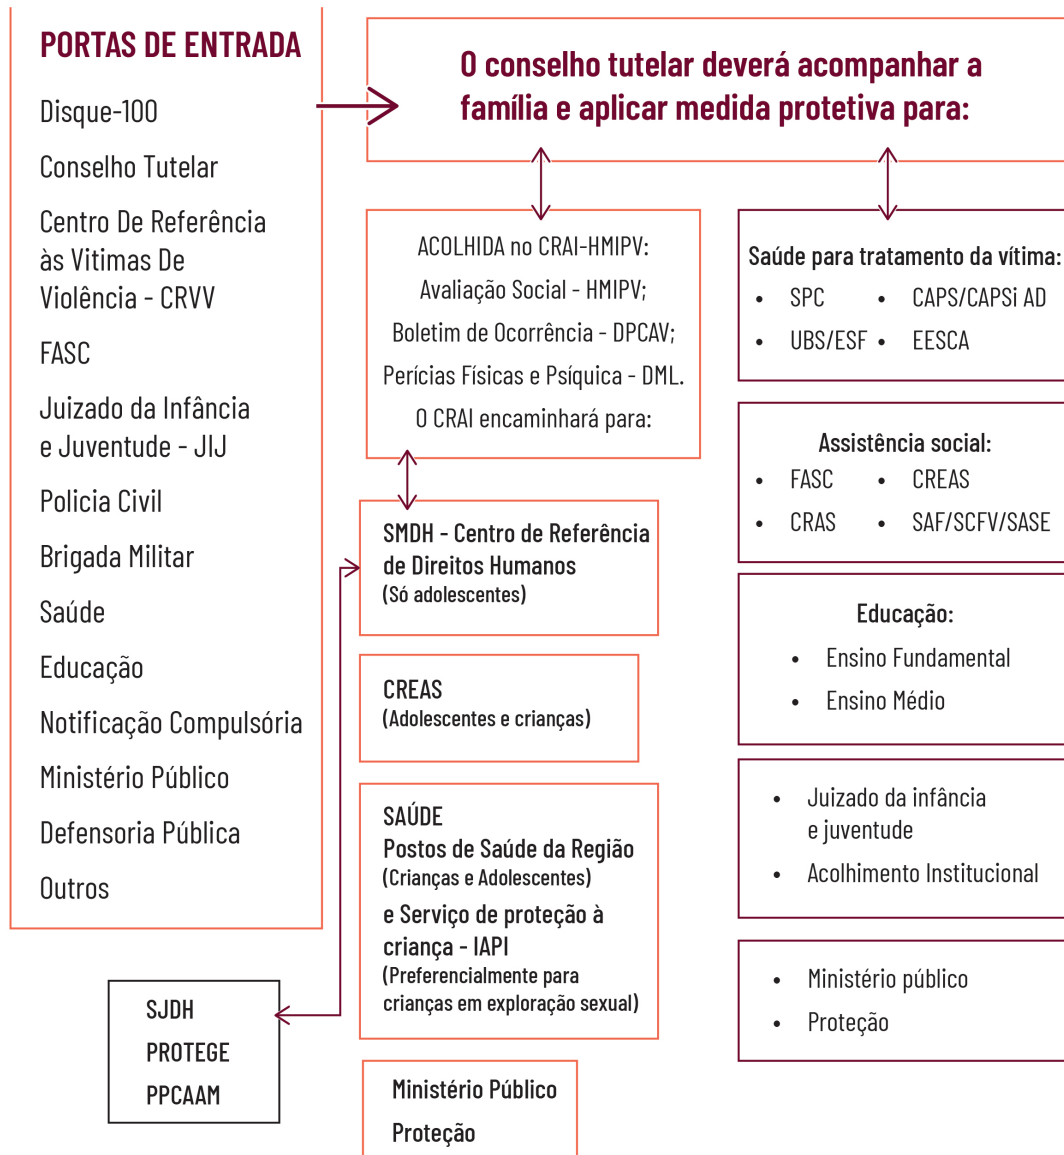 PORTAS DE ENTRADA
Disque-100
Conselho Tutelar
Centro De Referência
às Vitimas De
Violência - CRVV
FASC
Juizado da Infância
e Juventude - JIJ
Policia Civil
Brigada Militar
Saúde
Educação
Notificação Compulsória
Ministério Público
Defensoria Pública
Outros
O conselho tutelar deverá acompanhar a
família e aplicar medida protetiva para:
ACOLHIDA no CRAI-HMIPV:
Avaliação Social - HMIPV;
Boletim de Ocorrência - DPCAV;
Perícias Físicas e Psíquica - DML.
O CRAI encaminhará para:
SMDH - Centro de Referência
de Direitos Humanos
(Só adolescentes)
CREAS
(Adolescentes e crianças)
SAÚDE
Postos de Saúde da Região
(Crianças e Adolescentes)
e Serviço de proteção à
criança - IAPI
(Preferencialmente para
crianças em exploração sexual)
Ministério Público
Proteção
SJDH
PROTEGE
PPCAAM
Saúde para tratamento da vítima:
• SPC • CAPS/CAPSi AD
• UBS/ESF • EESCA
Assistência social:
• FASC • CREAS
• CRAS • SAF/SCFV/SASE
Educação:
• Ensino Fundamental
• Ensino Médio
• Juizado da infância
e juventude
• Acolhimento Institucional
• Ministério público
• Proteção